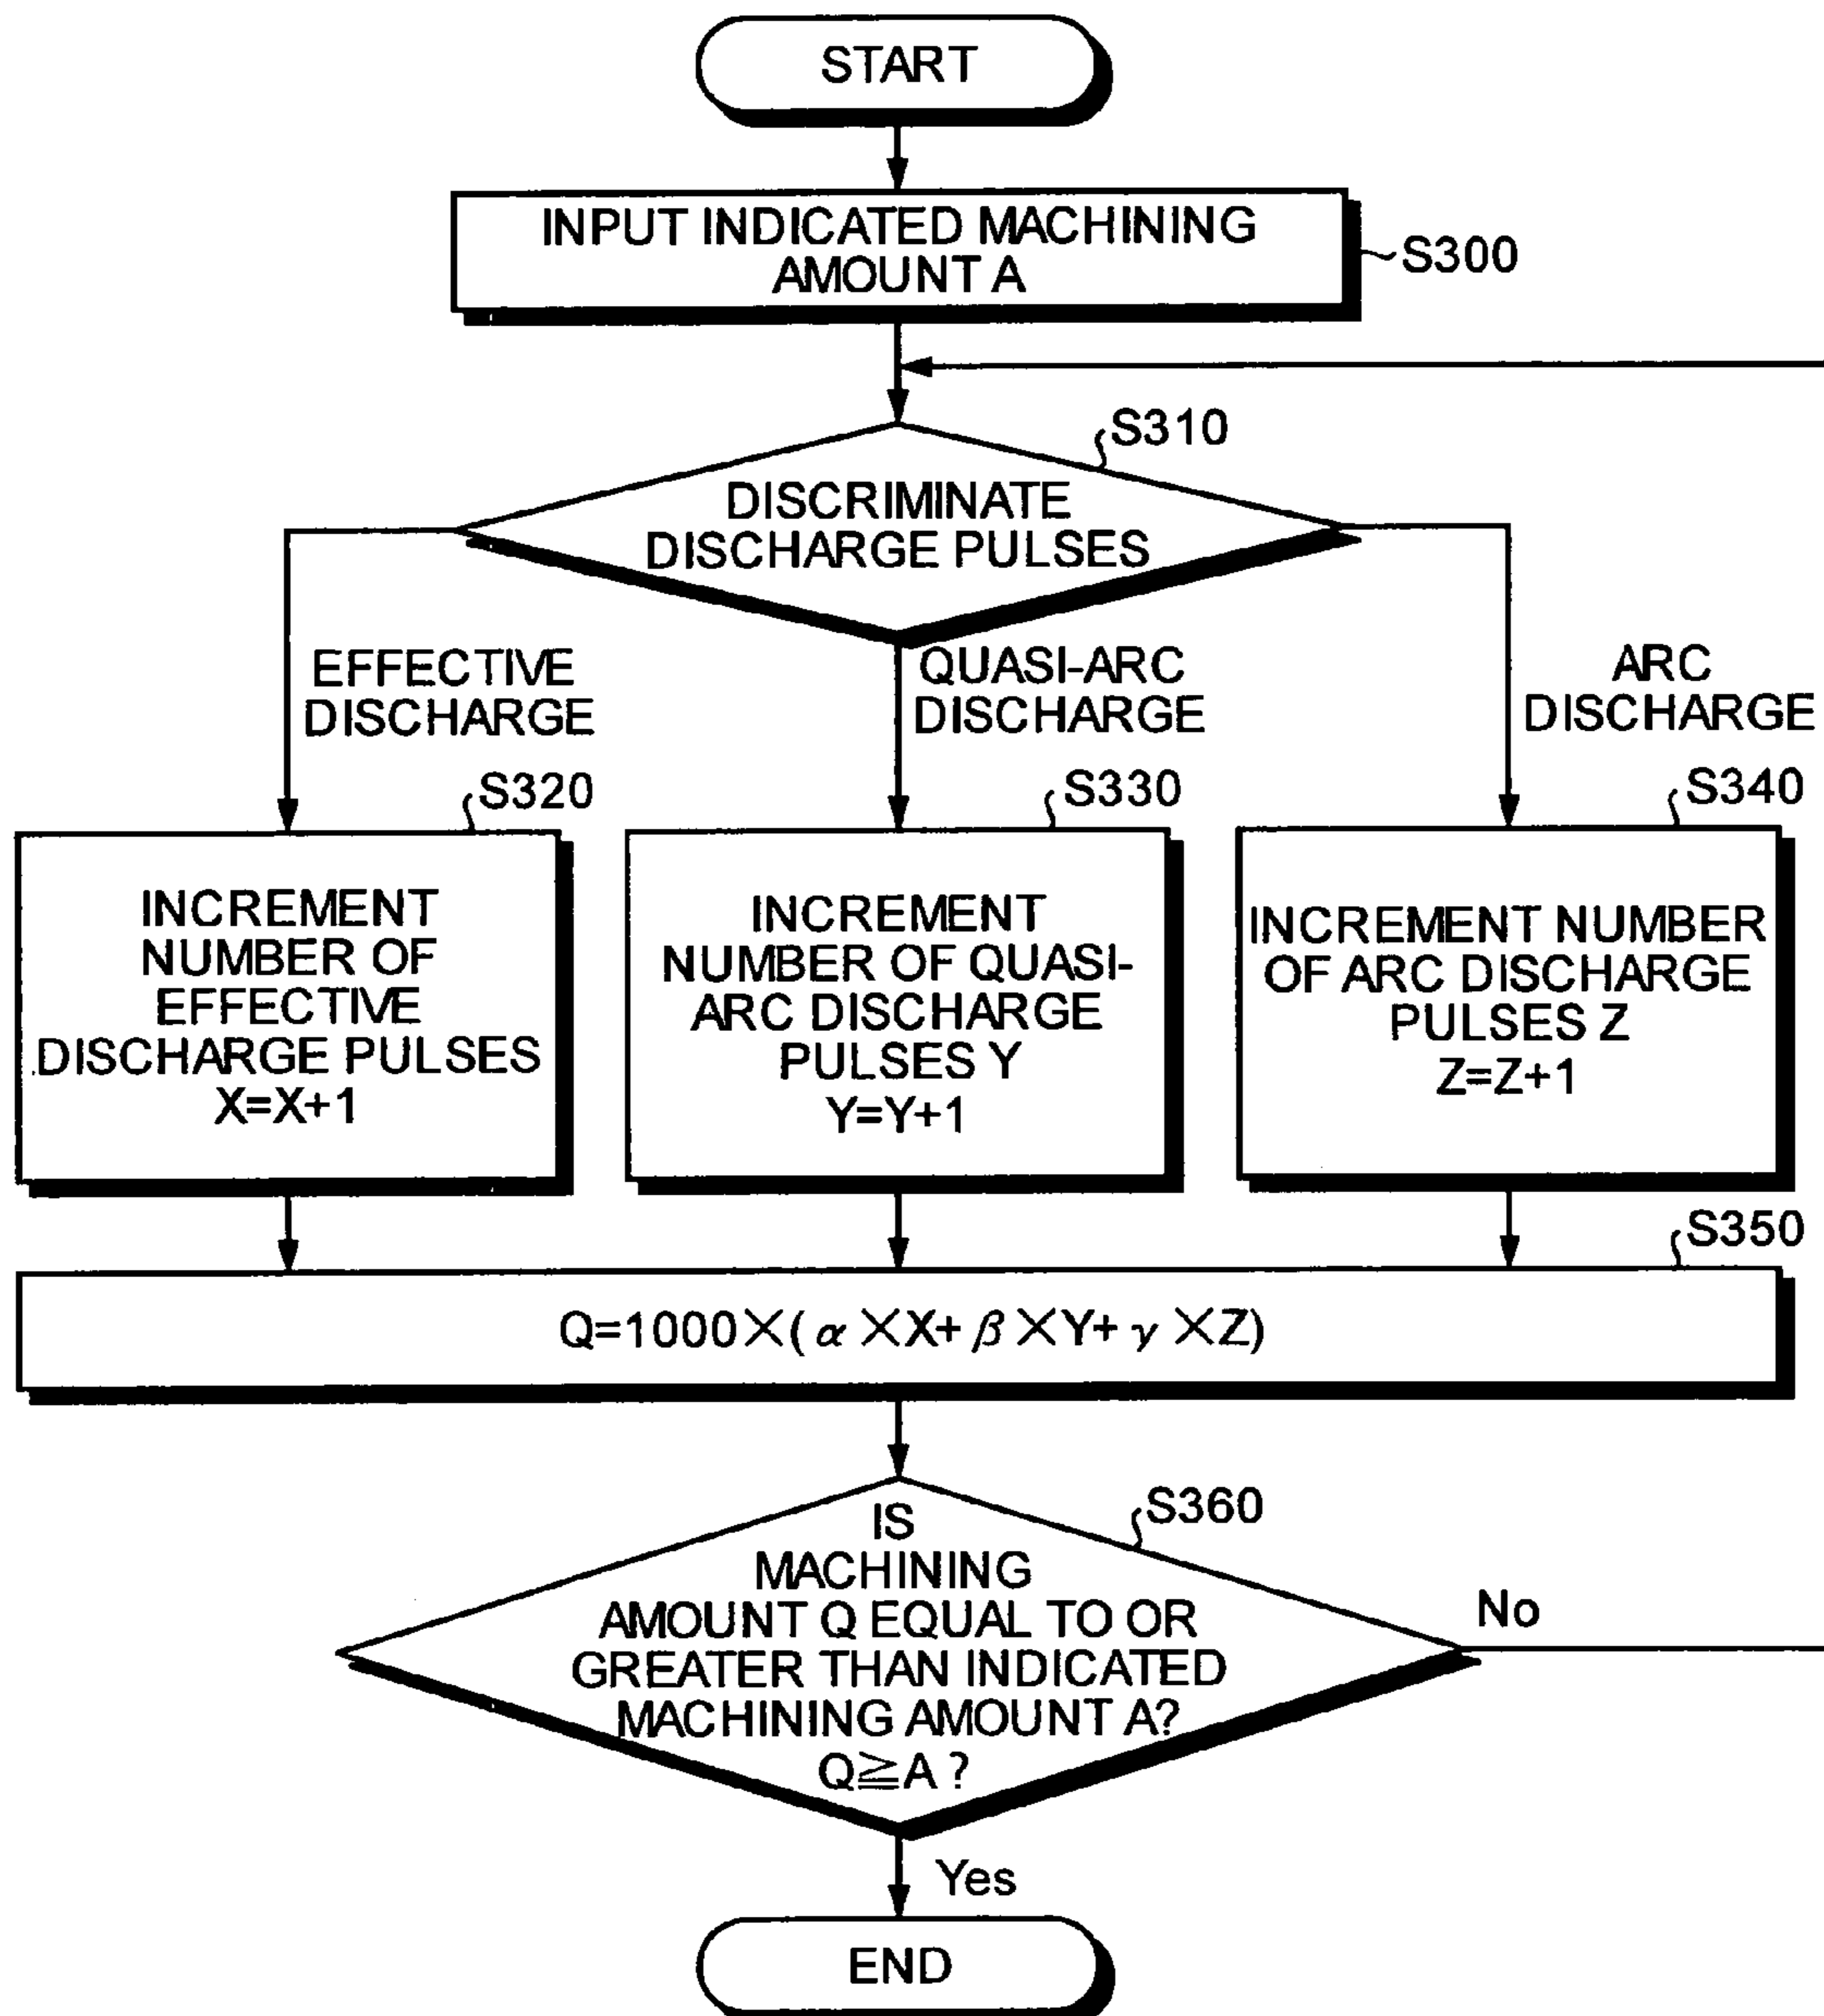 START
INPUT INDICATED MACHINING
AMOUNT A
S300
S310
DISCRIMINATE
DISCHARGE PULSES
EFFECTIVE
DISCHARGE
QUASI-ARC
DISCHARGE
ARC
DISCHARGE
S320
INCREMENT
NUMBER OF
EFFECTIVE
DISCHARGE PULSES
X=X+1
S330
INCREMENT
NUMBER OF QUASI-
ARC DISCHARGE
PULSES Y
Y=Y+1
S340
INCREMENT NUMBER
OF ARC DISCHARGE
PULSES Z
Z=Z+1
S350
Q=1000×(α×X+β×Y+γ×Z)
S360
IS
MACHINING
AMOUNT Q EQUAL TO OR
GREATER THAN INDICATED
MACHINING AMOUNT A?
Q≧A?
No
Yes
END